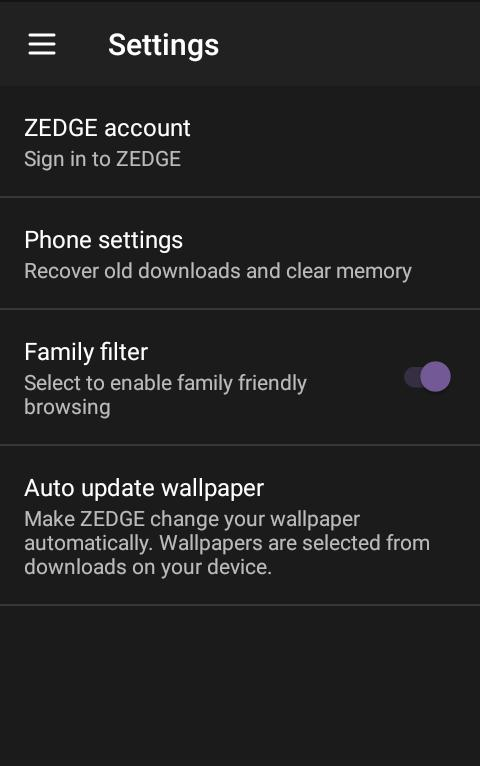 Settings
ZEDGE account
Sign in to ZEDGE
Phone settings
Recover old downloads and clear memory
Family filter
Select to enable family friendly
browsing
Auto update wallpaper
Make ZEDGE change your wallpaper
automatically. Wallpapers are selected from
downloads on your device.